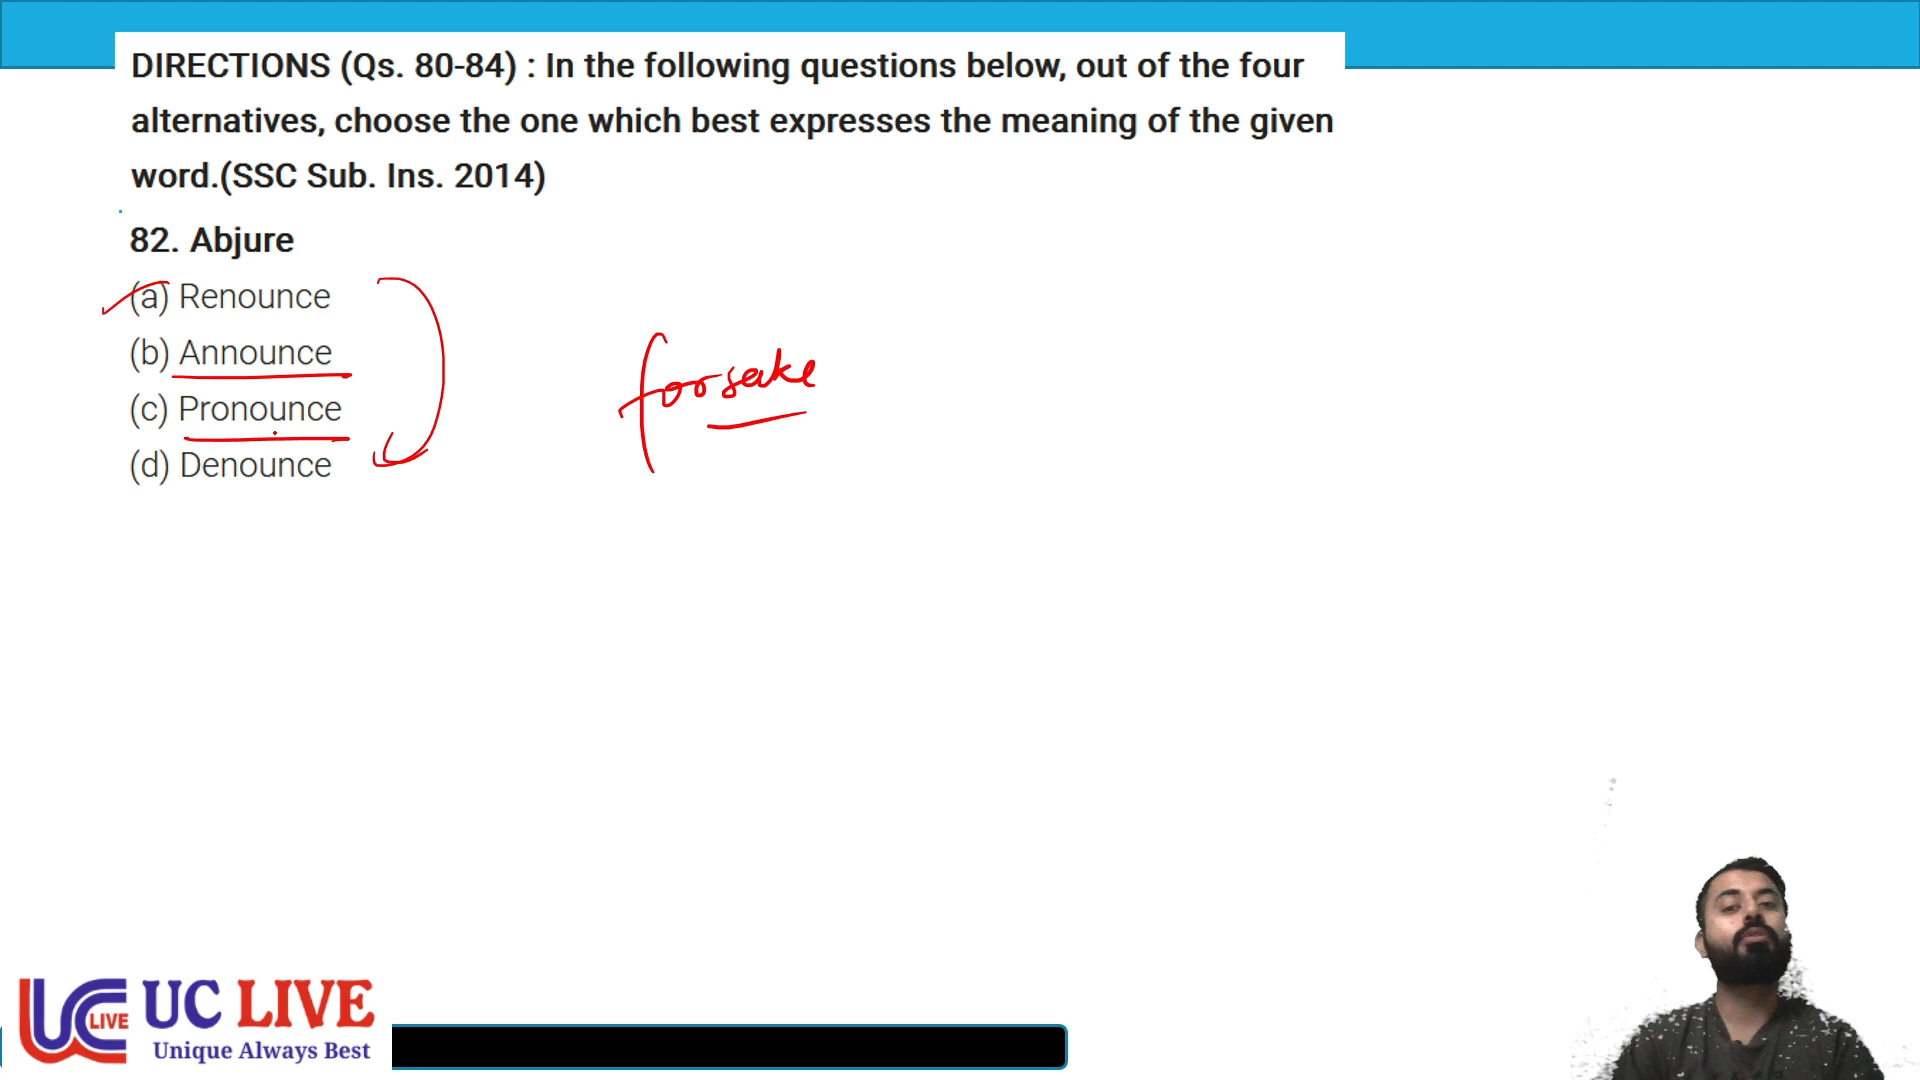 DIRECTIONS (Qs. 80-84) : In the following questions below, out of the four
alternatives, choose the one which best expresses the meaning of the given
word.(SSC Sub. Ins. 2014)
82. Abjure
(a) Renounce
(b) Announce
(c) Pronounce
(d) Denounce
forsake
LIVE
UC LIVE
Unique Always Best